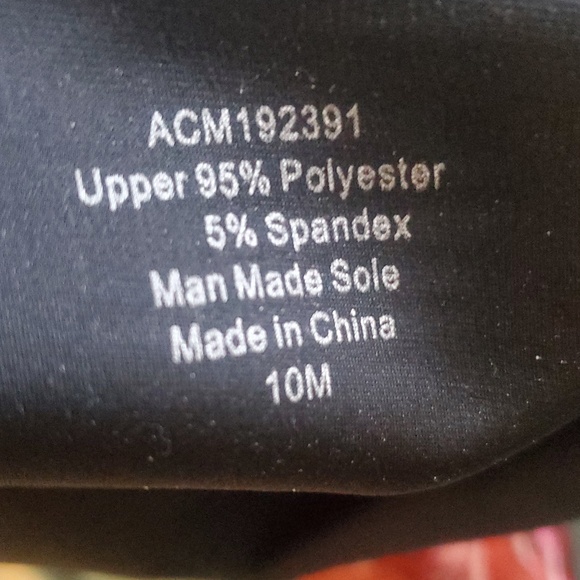 ACM192391
Upper 95% Polyester
5% Spandex
Man Made Sole
Made in China
10M